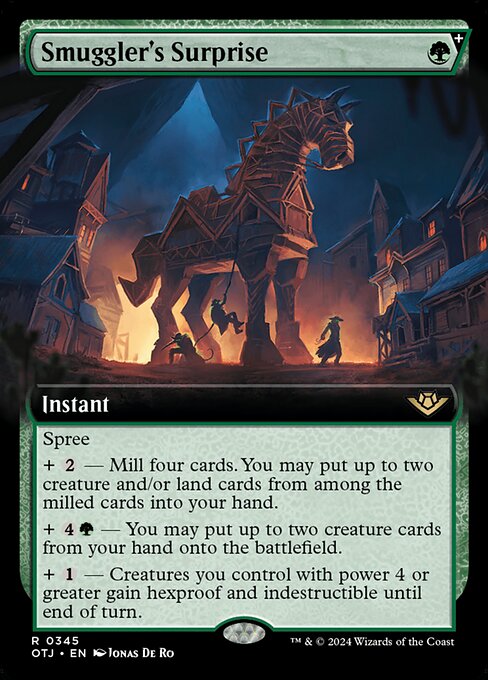 Smuggler's Surprise
Instant
Spree
+ 2 — Mill four cards. You may put up to two
creature and/or land cards from among the
milled cards into your hand.
+ 4 — You may put up to two creature cards
from your hand onto the battlefield.
+ 1 — Creatures you control with power 4 or
greater gain hexproof and indestructible until
end of turn.
R 0345
OTJ • EN Jonas De Ro
™ & © 2024 Wizards of the Coast